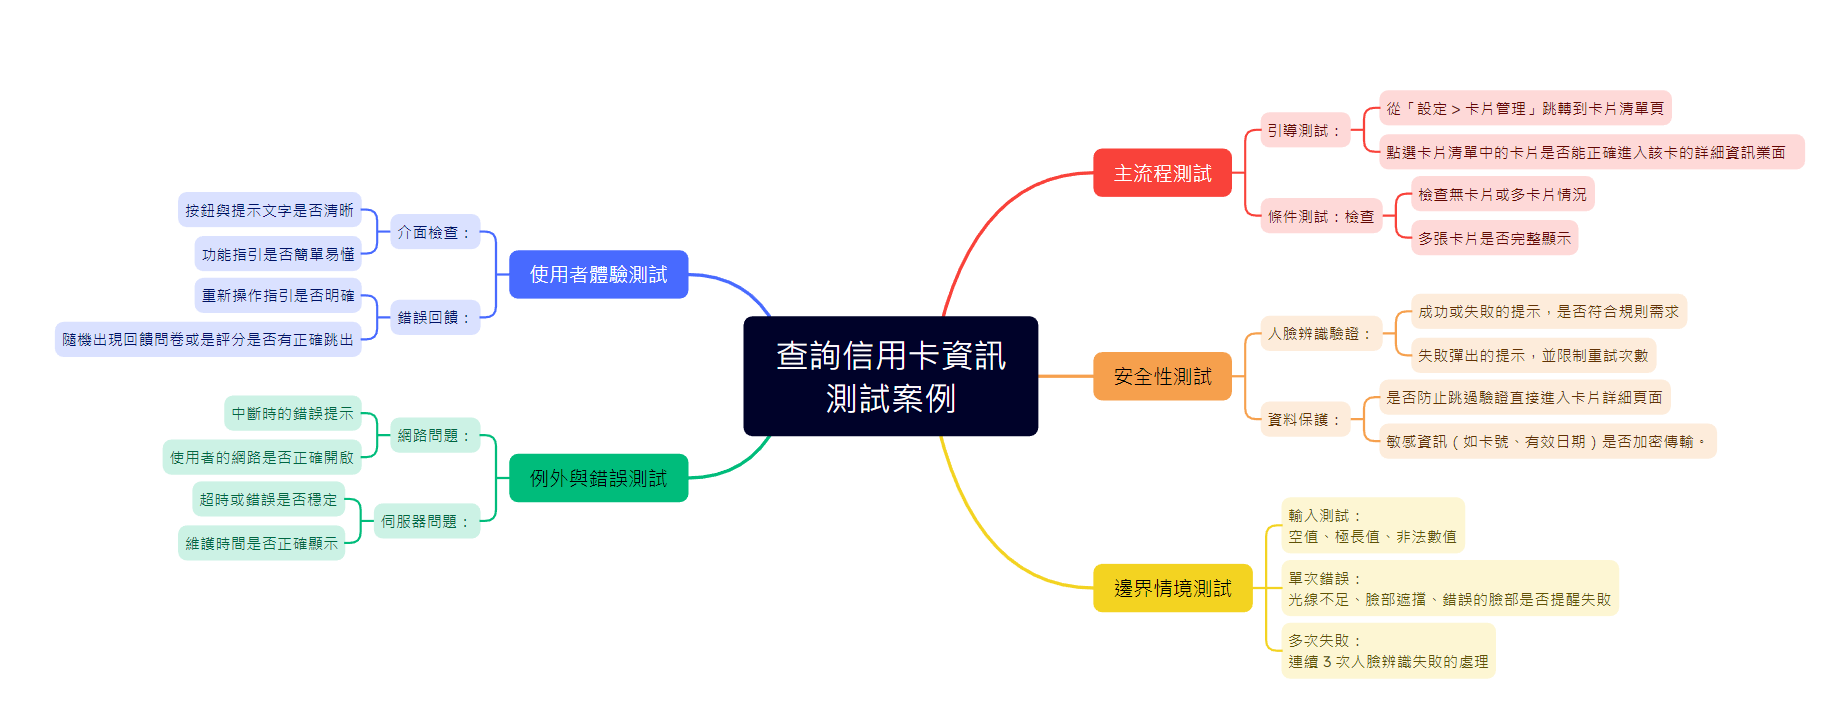 查詢信用卡資訊
測試案例
主流程測試
引導測試：
從「設定 > 卡片管理」跳轉到卡片清單頁
點選卡片清單中的卡片是否能正確進入該卡的詳細資訊業面
條件測試：檢查
檢查無卡片或多卡片情況
多張卡片是否完整顯示
安全性測試
人臉辨識驗證：
成功或失敗的提示，是否符合規則需求
失敗彈出的提示，並限制重試次數
資料保護：
是否防止跳過驗證直接進入卡片詳細頁面
敏感資訊（如卡號、有效日期）是否加密傳輸。
邊界情境測試
輸入測試：
空值、極長值、非法數值
單次錯誤：
光線不足、臉部遮擋、錯誤的臉部是否提醒失敗
多次失敗：
連續 3 次人臉辨識失敗的處理
使用者體驗測試
介面檢查：
按鈕與提示文字是否清晰
功能指引是否簡單易懂
錯誤回饋：
重新操作指引是否明確
隨機出現回饋問卷或是評分是否有正確跳出
例外與錯誤測試
網路問題：
中斷時的錯誤提示
使用者的網路是否正確開啟
伺服器問題：
超時或錯誤是否穩定
維護時間是否正確顯示